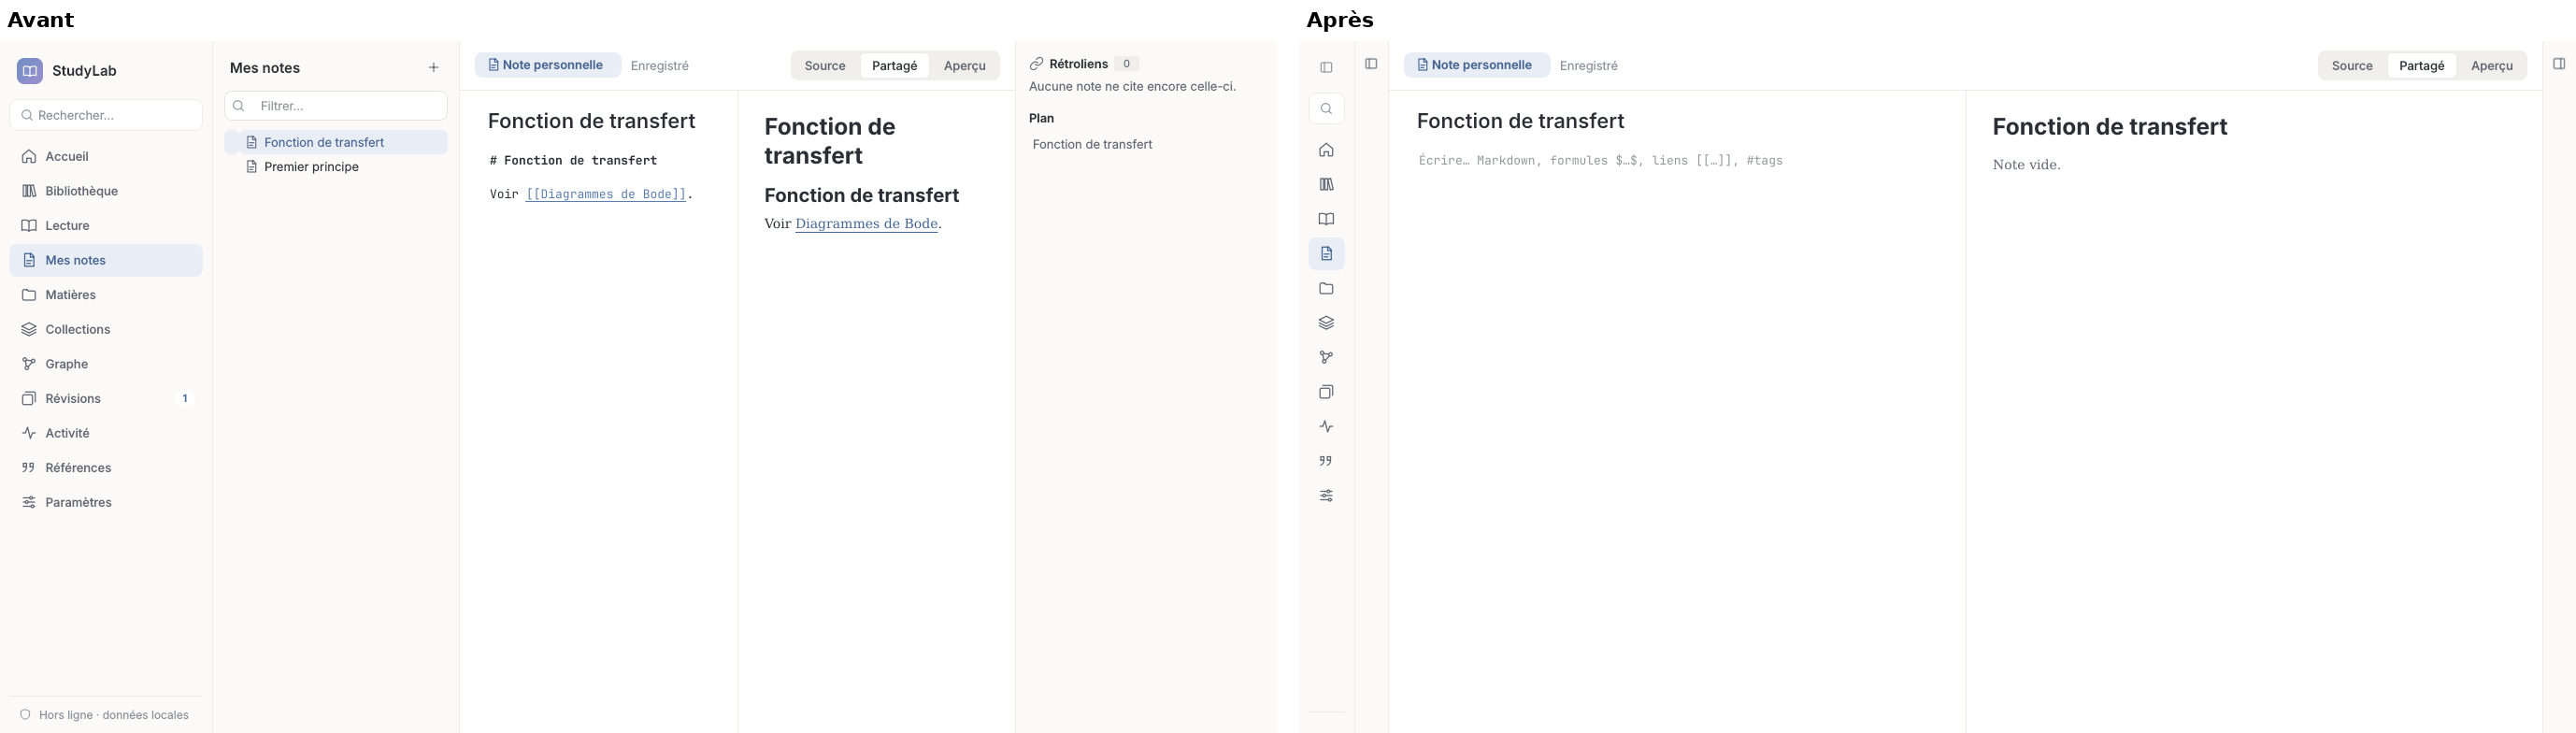 Avant
StudyLab
Rechercher...
Accueil
Bibliothèque
Lecture
Mes notes
Matières
Collections
Graphe
Révisions 1
Activité
Références
Paramètres
Hors ligne · données locales
Mes notes
Filtrer...
Fonction de transfert
Premier principe
Note personnelle Enregistré Source Partagé Aperçu
Fonction de transfert
# Fonction de transfert
Voir [[Diagrammes de Bode]].
Fonction de
transfert
Fonction de transfert
Voir Diagrammes de Bode.
Rétroliens 0
Aucune note ne cite encore celle-ci.
Plan
Fonction de transfert
Après
Note personnelle Enregistré Source Partagé Aperçu
Fonction de transfert
Écrire… Markdown, formules $…$, liens [[…]], #tags
Fonction de transfert
Note vide.